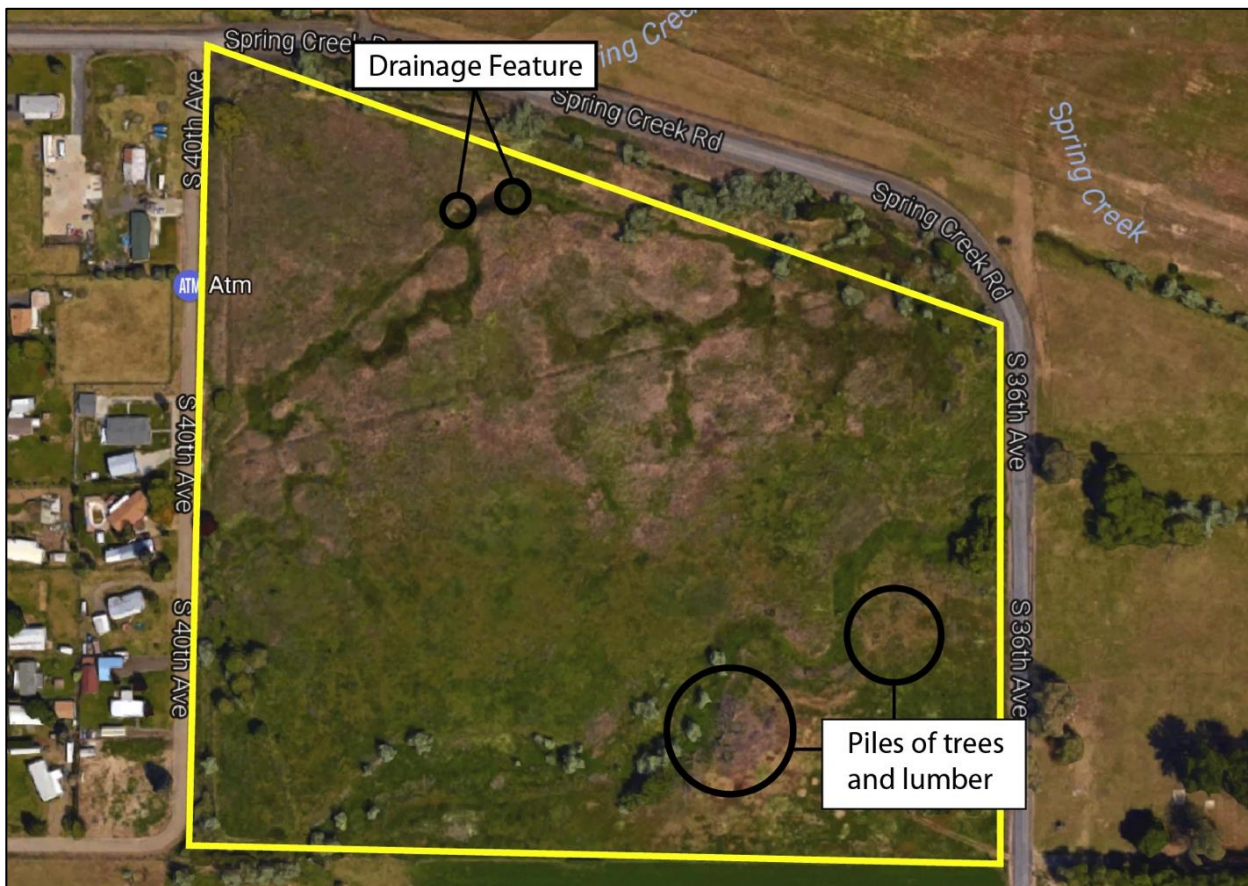 Spring Creek Rd
Spring Creek
Drainage Feature
Spring Creek Rd
Spring Creek
S 40th Ave
Spring Creek Rd
ATM Atm
S 36th Ave
S 40th Ave
S 40th Ave
S 36th Ave
Piles of trees
and lumber